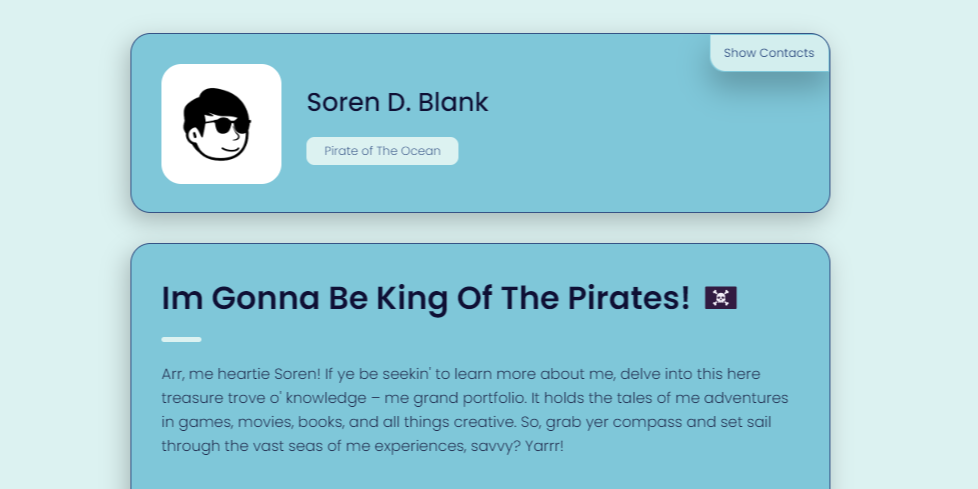 Show Contacts
Soren D. Blank
Pirate of The Ocean
Im Gonna Be King Of The Pirates! 🏴‍☠️
Arr, me heartie Soren! If ye be seekin' to learn more about me, delve into this here
treasure trove o' knowledge – me grand portfolio. It holds the tales of me adventures
in games, movies, books, and all things creative. So, grab yer compass and set sail
through the vast seas of me experiences, savvy? Yarrr!